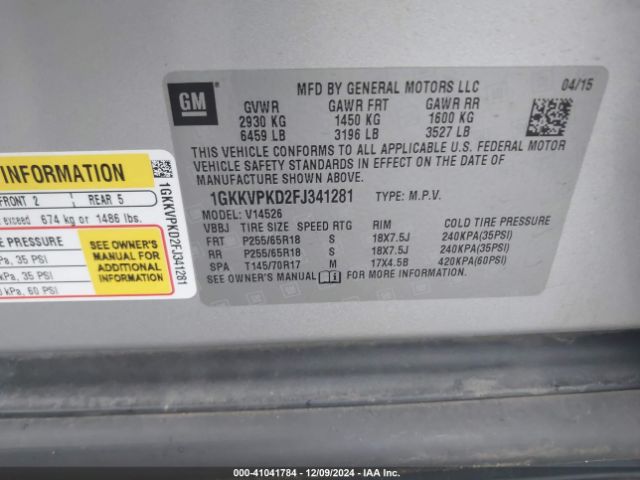 GM
MFD BY GENERAL MOTORS LLC 04/15
GVWR GAWR FRT GAWR RR
2930 KG 1450 KG 1600 KG
6459 LB 3196 LB 3527 LB
THIS VEHICLE CONFORMS TO ALL APPLICABLE U.S. FEDERAL MOTOR
VEHICLE SAFETY STANDARDS IN EFFECT ON THE DATE OF
MANUFACTURE SHOWN ABOVE.
1GKKVPKD2FJ341281 TYPE: M.P.V.
MODEL: V14526
VBBJ TIRE SIZE SPEED RTG RIM COLD TIRE PRESSURE
FRT P255/65R18 S 18X7.5J 240KPA(35PSI)
RR P255/65R18 S 18X7.5J 240KPA(35PSI)
SPA T145/70R17 M 17X4.5B 420KPA(60PSI)
SEE OWNER'S MANUAL FOR MORE INFORMATION.
INFORMATION
FRONT 2 REAR 5
exceed 674 kg or 1486 lbs.
E PRESSURE
kPa, 35 PSI
kPa, 35 PSI
kPa, 60 PSI
SEE OWNER'S
MANUAL FOR
ADDITIONAL
INFORMATION
1GKKVPKD2FJ341281
IMAGE - 41041784 - 12/09/2024 - IAA Inc.